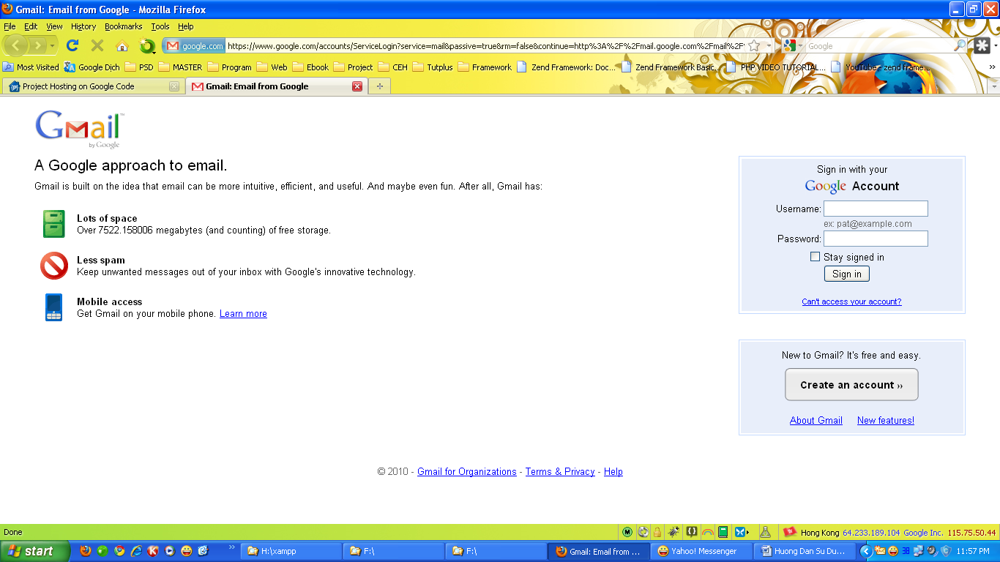 Gmail: Email from Google - Mozilla Firefox
File Edit View History Bookmarks Tools Help
google.com https://www.google.com/accounts/ServiceLogin?service=mail&passive=true&rm=false&continue=http%3A%2F%2Fmail.google.com%2Fmail%2F Google
Most Visited Google Dịch PSD MASTER Program Web Ebook Project CEH Tutplus Framework Zend Framework: Doc... Zend Framework Basic... PHP VIDEO TUTORIAL... YouTube - zend frame... »
Project Hosting on Google Code Gmail: Email from Google
Gmail™
by Google
A Google approach to email.
Gmail is built on the idea that email can be more intuitive, efficient, and useful. And maybe even fun. After all, Gmail has:
Lots of space
Over 7522.158006 megabytes (and counting) of free storage.
Less spam
Keep unwanted messages out of your inbox with Google's innovative technology.
Mobile access
Get Gmail on your mobile phone. Learn more
Sign in with your
Google Account
Username:
ex: pat@example.com
Password:
Stay signed in
Sign in
Can't access your account?
New to Gmail? It's free and easy.
Create an account ››
About Gmail New features!
© 2010 - Gmail for Organizations - Terms & Privacy - Help
Done Hong Kong 64.233.189.104 Google Inc. 115.75.50.44
start » H:\xampp F:\ F:\ Gmail: Email from ... Yahoo! Messenger Huong Dan Su Du... 11:57 PM